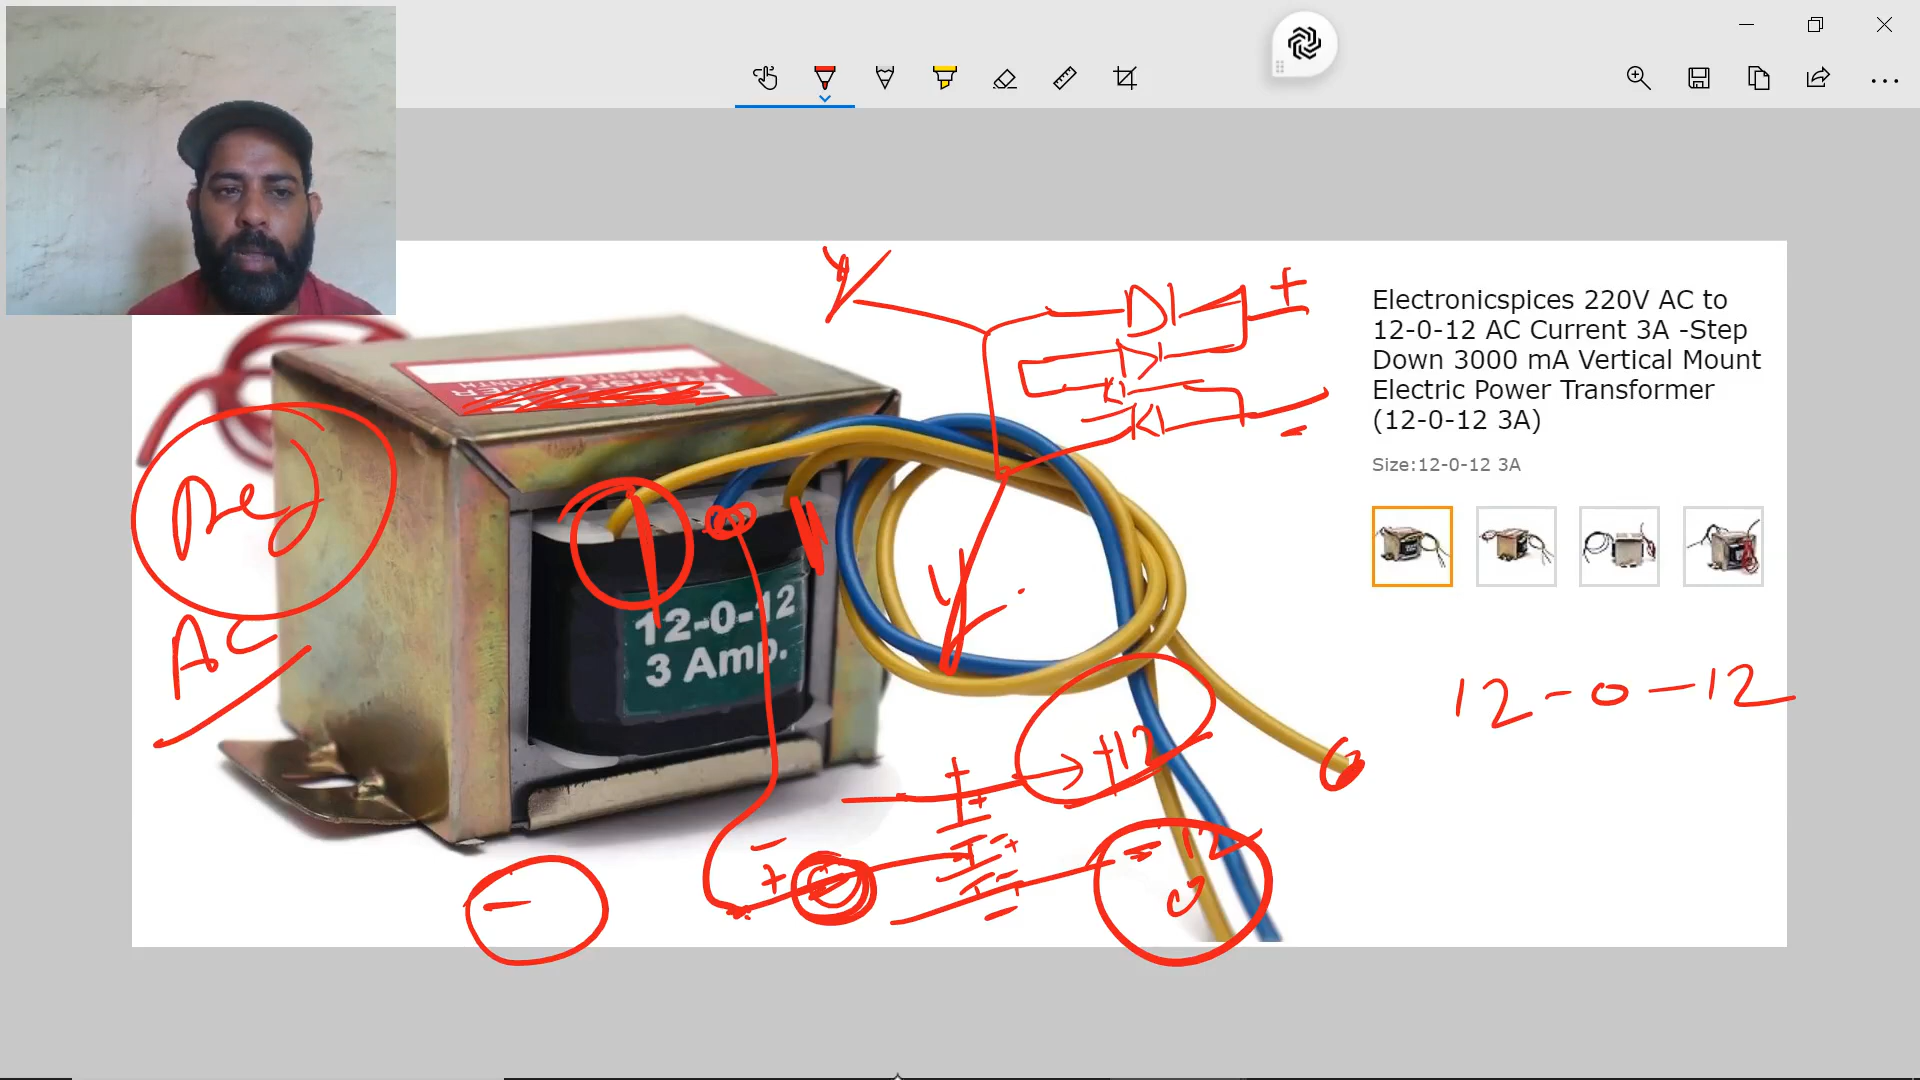 Electronicspices 220V AC to
12-0-12 AC Current 3A -Step
Down 3000 mA Vertical Mount
Electric Power Transformer
(12-0-12 3A)
Size:12-0-12 3A
12-0-12
3 Amp.
Red
AC
y
+
-
y
12-0-12
+12
+
+
-
+
+
-12
-
-